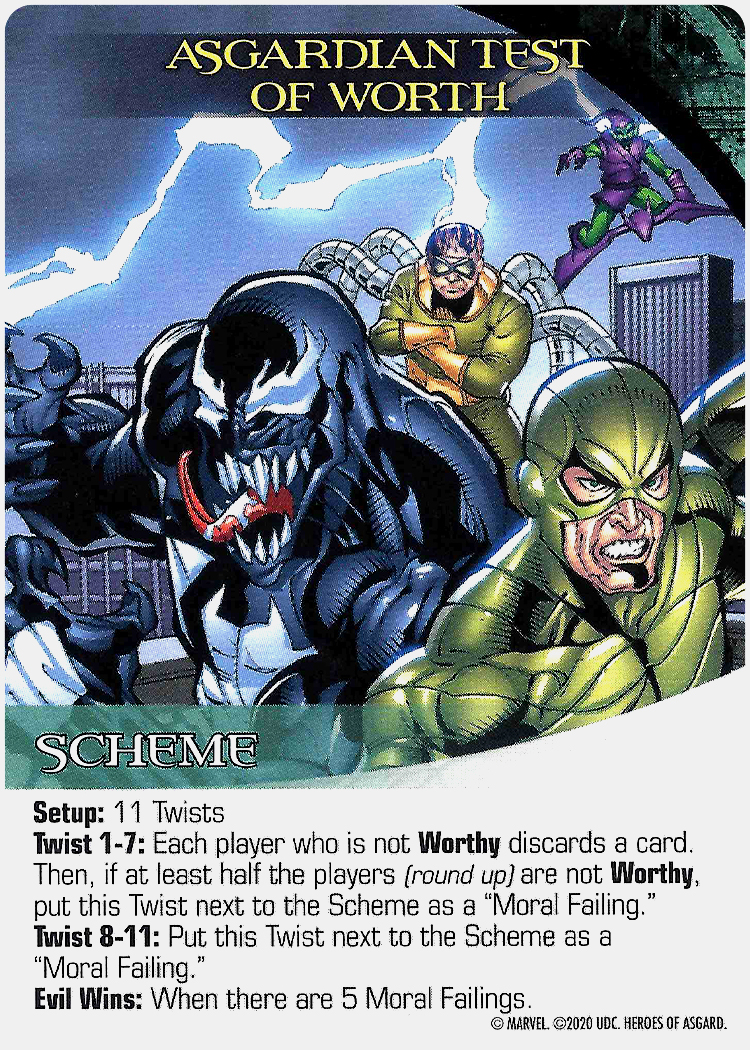 ASGARDIAN TEST
OF WORTH
SCHEME
Setup: 11 Twists
Twist 1-7: Each player who is not Worthy discards a card.
Then, if at least half the players (round up) are not Worthy,
put this Twist next to the Scheme as a “Moral Failing.”
Twist 8-11: Put this Twist next to the Scheme as a
“Moral Failing.”
Evil Wins: When there are 5 Moral Failings.
© MARVEL. ©2020 UDC. HEROES OF ASGARD.